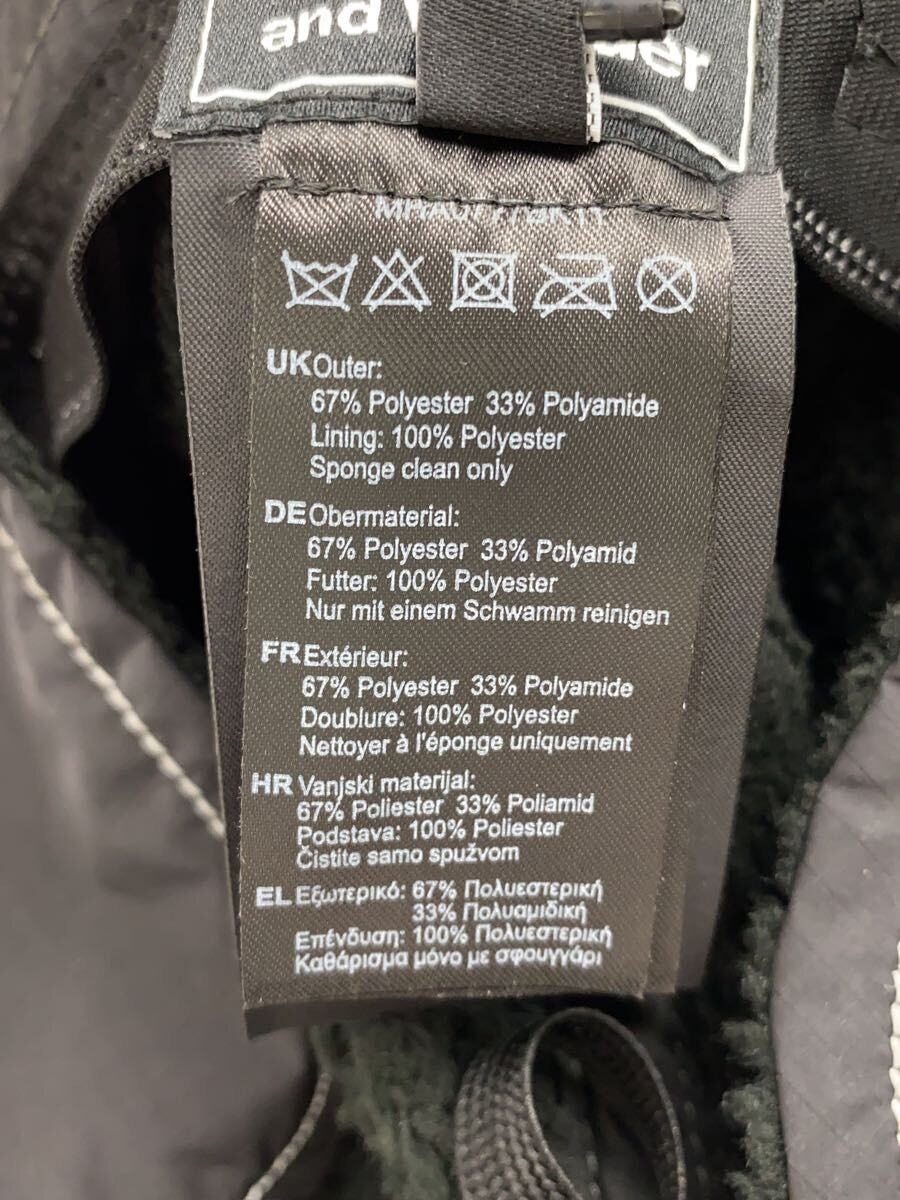 and
UK Outer:
67% Polyester 33% Polyamide
Lining: 100% Polyester
Sponge clean only
DE Obermaterial:
67% Polyester 33% Polyamid
Futter: 100% Polyester
Nur mit einem Schwamm reinigen
FR Extérieur:
67% Polyester 33% Polyamide
Doublure: 100% Polyester
Nettoyer à l'éponge uniquement
HR Vanjski materijal:
67% Poliester 33% Poliamid
Podstava: 100% Poliester
Čistite samo spužvom
EL Εξωτερικό: 67% Πολυεστερική
33% Πολυαμιδική
Επένδυση: 100% Πολυεστερική
Καθάρισμα μόνο με σφουγγάρι